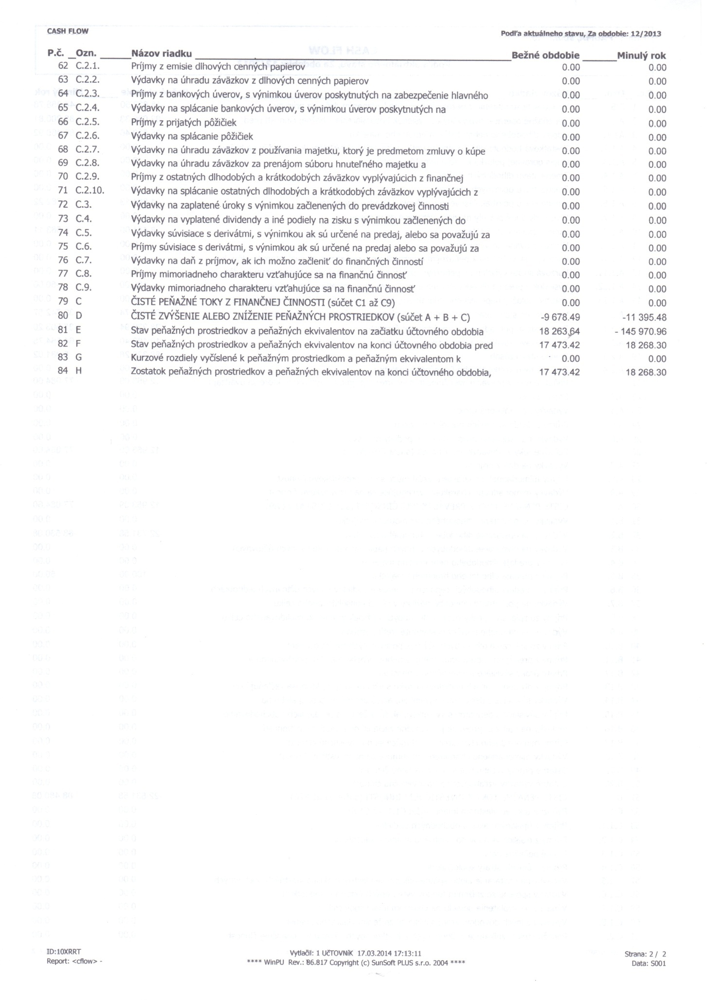 CASH FLOW Podľa aktuálneho stavu, Za obdobie: 12/2013
P.č. _Ozn. Názov riadku Bežné obdobie Minulý rok
62 C.2.1. Príjmy z emisie dlhových cenných papierov 0.00 0.00
63 C.2.2. Výdavky na úhradu záväzkov z dlhových cenných papierov 0.00 0.00
64 C.2.3. Príjmy z bankových úverov, s výnimkou úverov poskytnutých na zabezpečenie hlavného 0.00 0.00
65 C.2.4. Výdavky na splácanie bankových úverov, s výnimkou úverov poskytnutých na 0.00 0.00
66 C.2.5. Príjmy z prijatých pôžičiek 0.00 0.00
67 C.2.6. Výdavky na splácanie pôžičiek 0.00 0.00
68 C.2.7. Výdavky na úhradu záväzkov z používania majetku, ktorý je predmetom zmluvy o kúpe 0.00 0.00
69 C.2.8. Výdavky na úhradu záväzkov za prenájom súboru hnuteľného majetku a 0.00 0.00
70 C.2.9. Príjmy z ostatných dlhodobých a krátkodobých záväzkov vyplývajúcich z finančnej 0.00 0.00
71 C.2.10. Výdavky na splácanie ostatných dlhodobých a krátkodobých záväzkov vyplývajúcich z 0.00 0.00
72 C.3. Výdavky na zaplatené úroky s výnimkou začlenených do prevádzkovej činnosti 0.00 0.00
73 C.4. Výdavky na vyplatené dividendy a iné podiely na zisku s výnimkou začlenených do 0.00 0.00
74 C.5. Výdavky súvisiace s derivátmi, s výnimkou ak sú určené na predaj, alebo sa považujú za 0.00 0.00
75 C.6. Príjmy súvisiace s derivátmi, s výnimkou ak sú určené na predaj alebo sa považujú za 0.00 0.00
76 C.7. Výdavky na daň z príjmov, ak ich možno začleniť do finančných činností 0.00 0.00
77 C.8. Príjmy mimoriadneho charakteru vzťahujúce sa na finančnú činnosť 0.00 0.00
78 C.9. Výdavky mimoriadneho charakteru vzťahujúce sa na finančnú činnosť 0.00 0.00
79 C ČISTÉ PEŇAŽNÉ TOKY Z FINANČNEJ ČINNOSTI (súčet C1 až C9) 0.00 0.00
80 D ČISTÉ ZVÝŠENIE ALEBO ZNÍŽENIE PEŇAŽNÝCH PROSTRIEDKOV (súčet A + B + C) -9 678.49 -11 395.48
81 E Stav peňažných prostriedkov a peňažných ekvivalentov na začiatku účtovného obdobia 18 263.64 - 145 970.96
82 F Stav peňažných prostriedkov a peňažných ekvivalentov na konci účtovného obdobia pred 17 473.42 18 268.30
83 G Kurzové rozdiely vyčíslené k peňažným prostriedkom a peňažným ekvivalentom k 0.00 0.00
84 H Zostatok peňažných prostriedkov a peňažných ekvivalentov na konci účtovného obdobia, 17 473.42 18 268.30
ID:10XRRT Vytlačil: 1 UčTOVNíK 17.03.2014 17:13:11 Strana: 2 / 2
Report: <cflow> - **** WinPU Rev.: 86.817 Copyright (c) SunSoft PLUS s.r.o. 2004 **** Data: S001